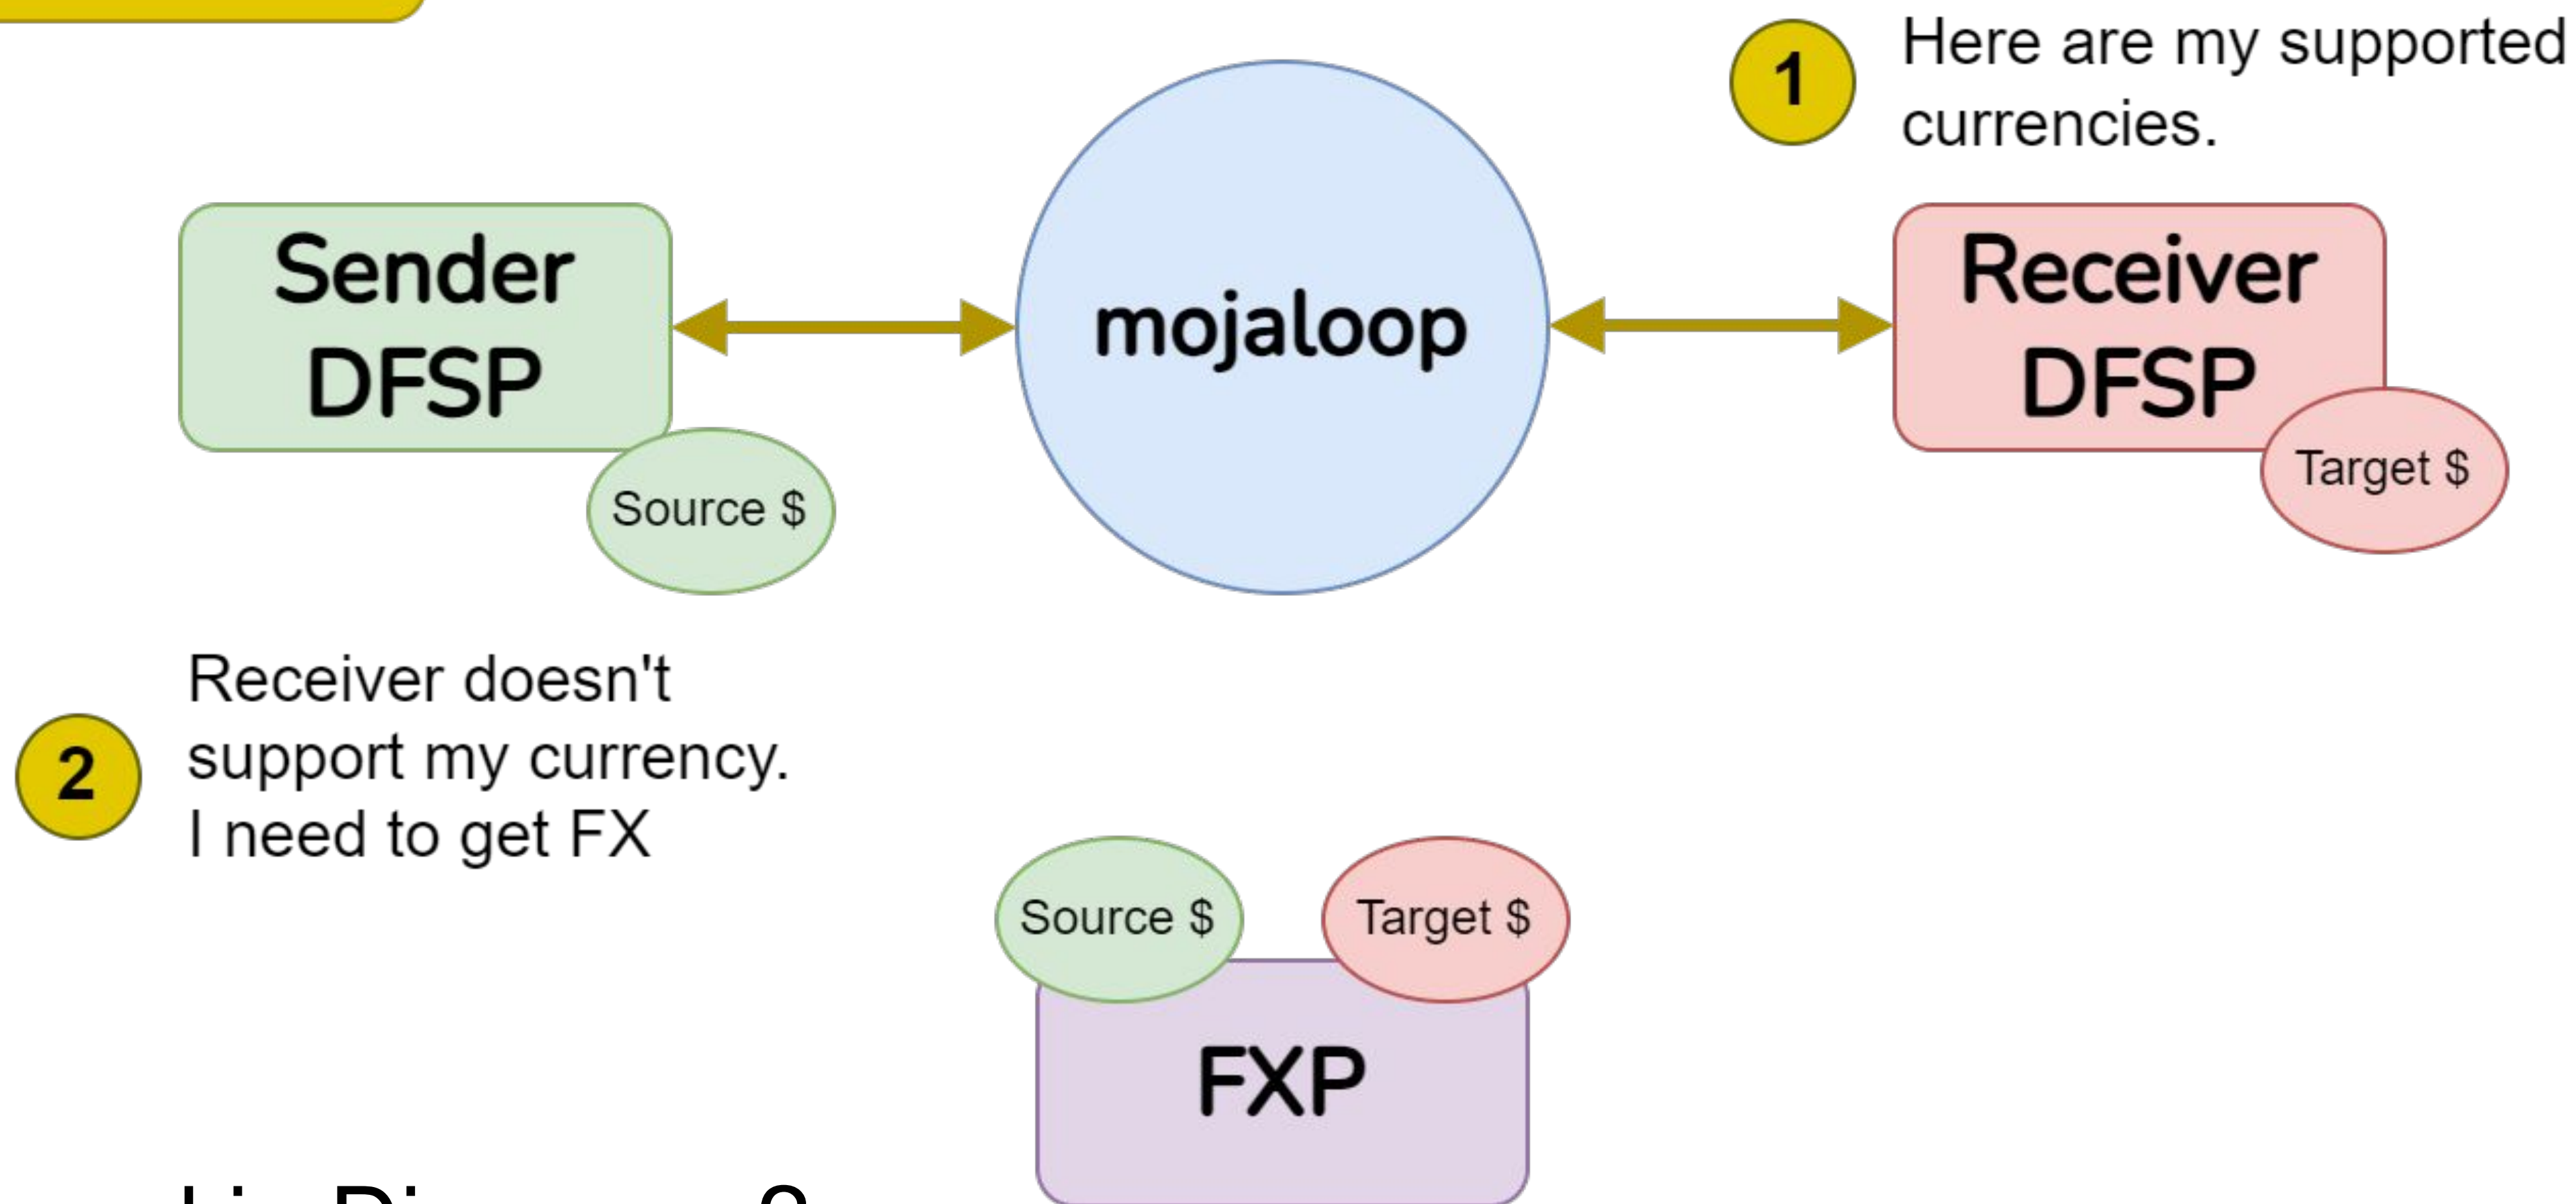 1
Here are my supported
currencies.
Sender
DFSP
mojaloop
Receiver
DFSP
Source $
Target $
2
Receiver doesn't
support my currency.
I need to get FX
Source $
Target $
FXP